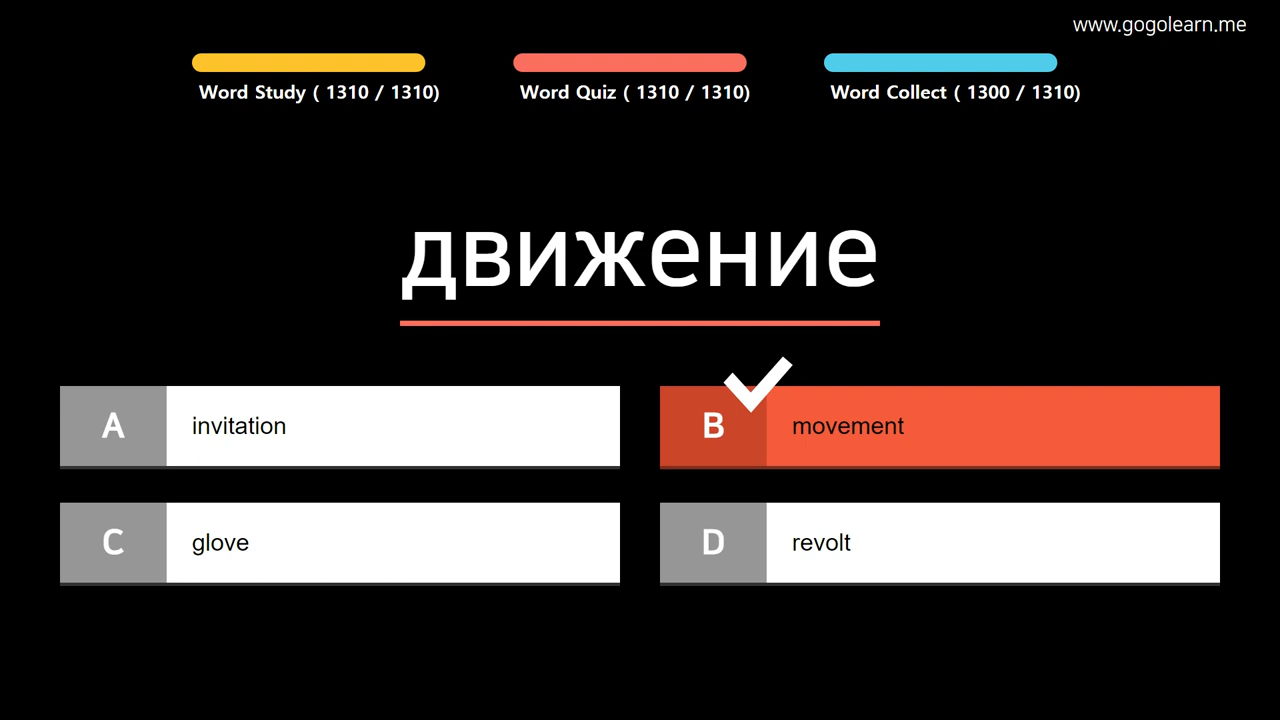 www.gogolearn.me
Word Study ( 1310 / 1310)
Word Quiz ( 1310 / 1310)
Word Collect ( 1300 / 1310)
движение
A invitation
B movement
C glove
D revolt